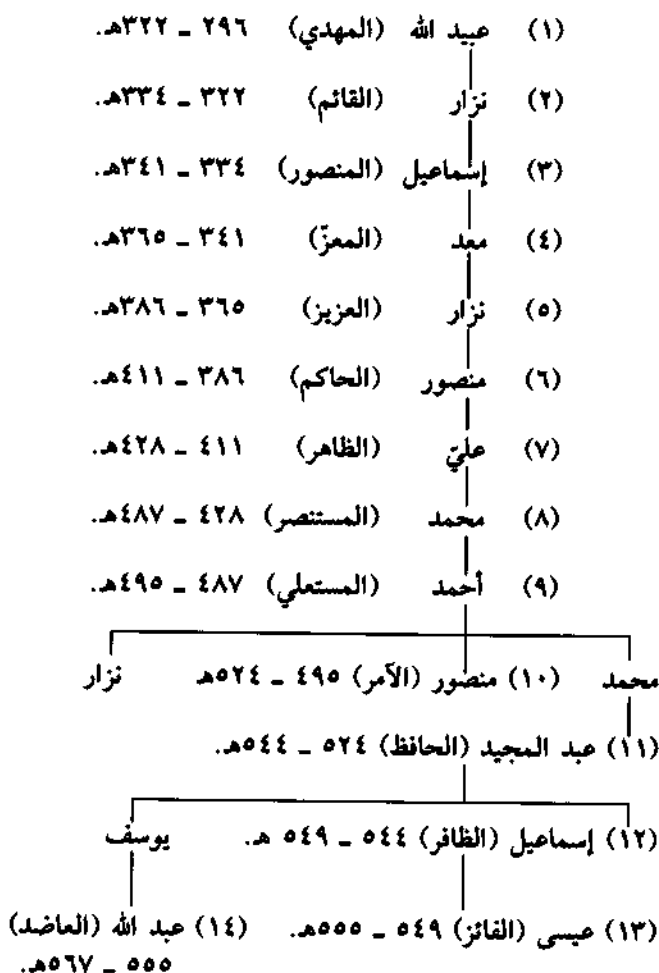 (١) عبيد الله (المهدي) ٢٩٦ ـ ٣٢٢هـ.
(٢) نزار (القائم) ٣٢٢ ـ ٣٣٤هـ.
(٣) إسماعيل (المنصور) ٣٣٤ ـ ٣٤١هـ.
(٤) معد (المعزّ) ٣٤١ ـ ٣٦٥هـ.
(٥) نزار (العزيز) ٣٦٥ ـ ٣٨٦هـ.
(٦) منصور (الحاكم) ٣٨٦ ـ ٤١١هـ.
(٧) عليّ (الظاهر) ٤١١ ـ ٤٢٨هـ.
(٨) محمد (المستنصر) ٤٢٨ ـ ٤٨٧هـ.
(٩) أحمد (المستعلي) ٤٨٧ ـ ٤٩٥هـ.
محمد (١٠) منصور (الآمر) ٤٩٥ ـ ٥٢٤هـ نزار
(١١) عبد المجيد (الحافظ) ٥٢٤ ـ ٥٤٤هـ.
(١٢) إسماعيل (الظافر) ٥٤٤ ـ ٥٤٩ هـ. يوسف
(١٣) عيسى (الفائز) ٥٤٩ ـ ٥٥٥هـ. (١٤) عبد الله (العاضد)
٥٥٥ ـ ٥٦٧هـ.